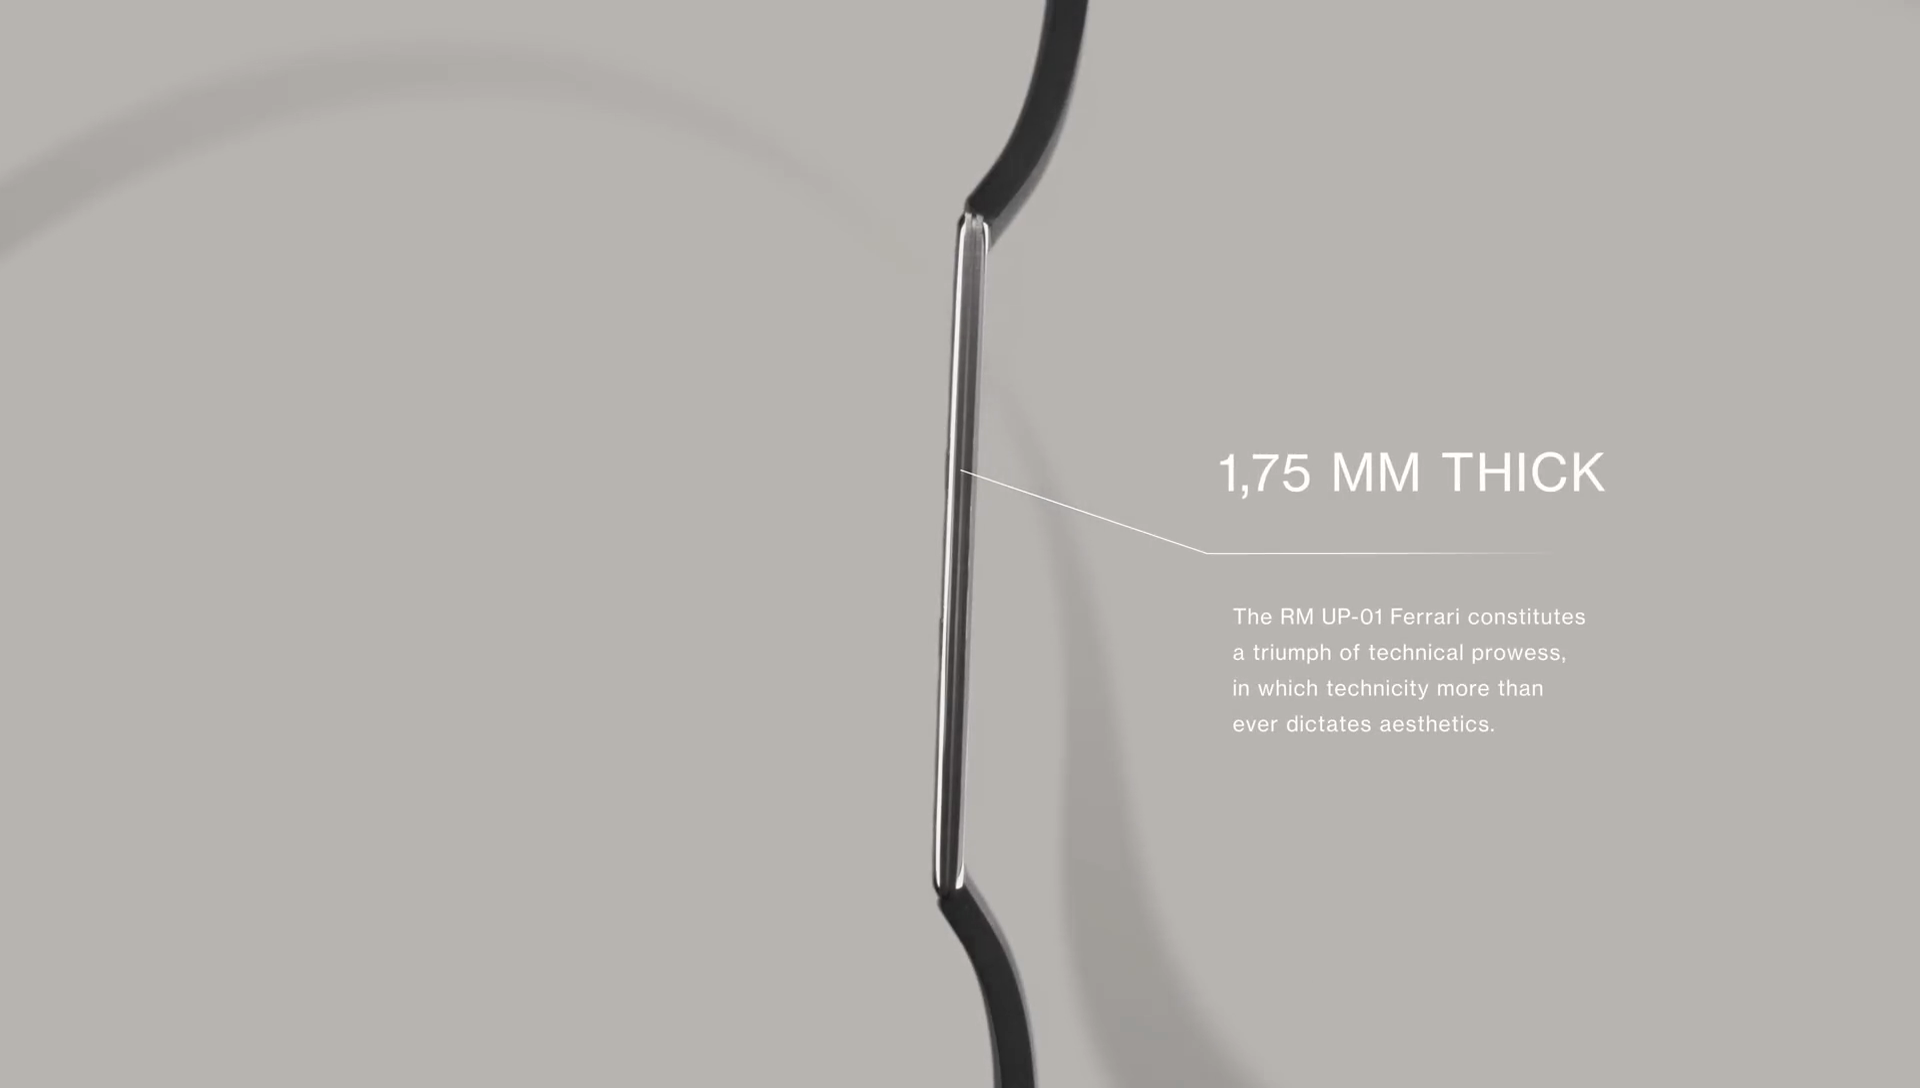 1,75 MM THICK
The RM UP-01 Ferrari constitutes
a triumph of technical prowess,
in which technicity more than
ever dictates aesthetics.